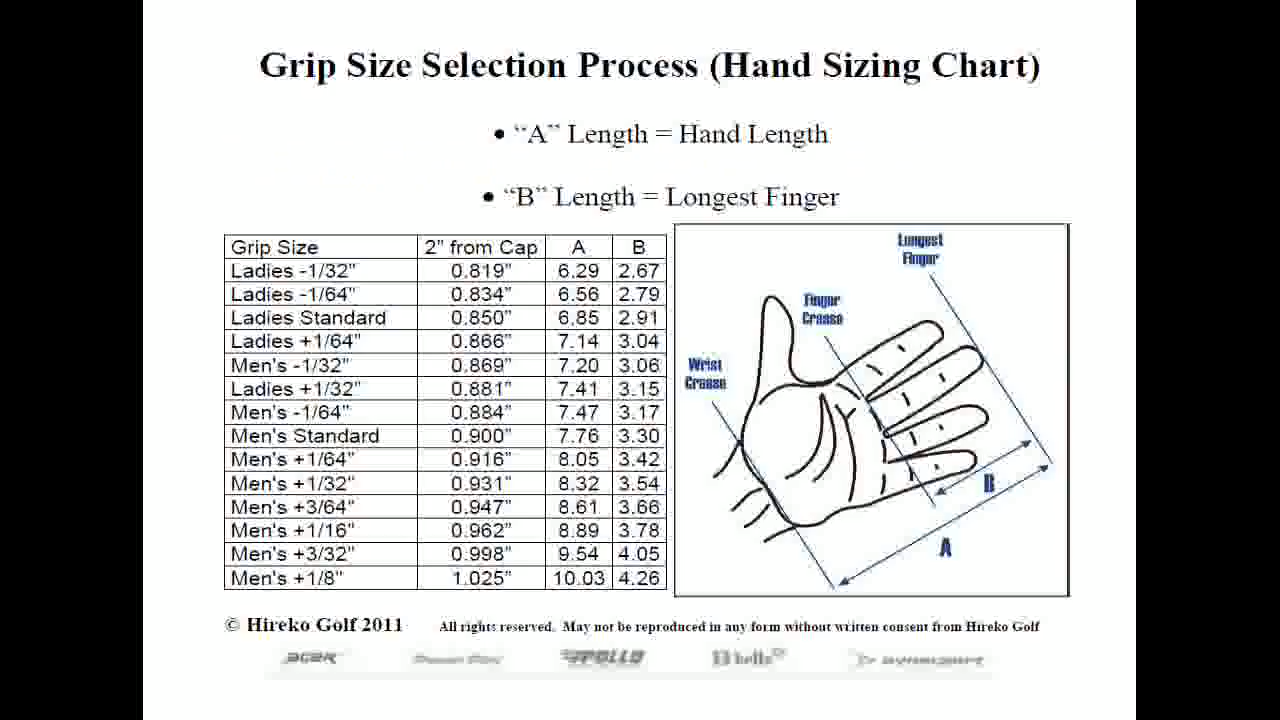 Grip Size Selection Process (Hand Sizing Chart)
• “A” Length = Hand Length
• “B” Length = Longest Finger
Grip Size 2” from Cap A B
Ladies -1/32" 0.819” 6.29 2.67
Ladies -1/64" 0.834” 6.56 2.79
Ladies Standard 0.850” 6.85 2.91
Ladies +1/64" 0.866” 7.14 3.04
Men's -1/32" 0.869” 7.20 3.06
Ladies +1/32" 0.881” 7.41 3.15
Men's -1/64" 0.884” 7.47 3.17
Men's Standard 0.900” 7.76 3.30
Men's +1/64" 0.916” 8.05 3.42
Men's +1/32" 0.931” 8.32 3.54
Men's +3/64" 0.947” 8.61 3.66
Men's +1/16" 0.962” 8.89 3.78
Men's +3/32" 0.998” 9.54 4.05
Men's +1/8" 1.025” 10.03 4.26
Longest
Finger
Finger
Crease
Wrist
Crease
B
A
© Hireko Golf 2011 All rights reserved. May not be reproduced in any form without written consent from Hireko Golf
acer APOLLO